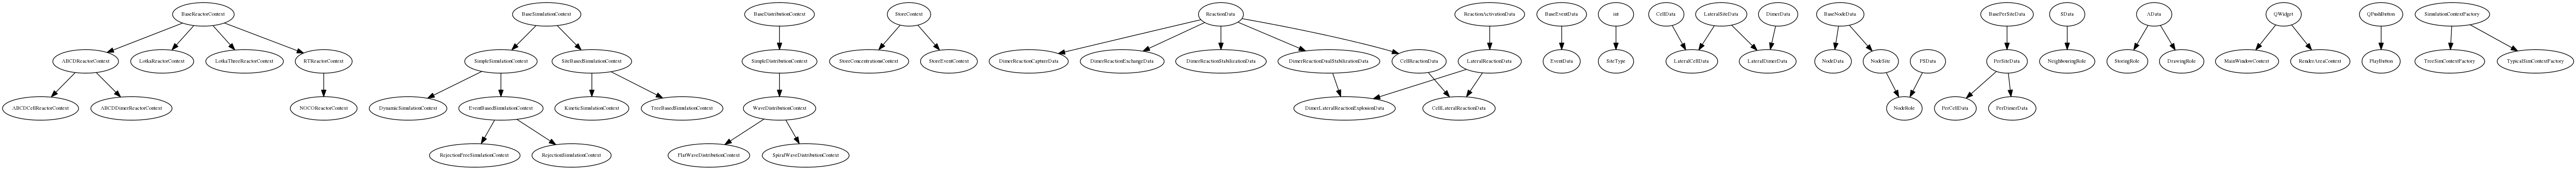 BaseReactorContext
BaseSimulationContext
BaseDistributionContext
StoreContext
ReactionData
ReactionActivationData
BaseEventData
int
CellData
LateralSiteData
DimerData
BaseNodeData
BasePerSiteData
SData
AData
QWidget
QPushButton
SimulationContextFactory
ABCDReactorContext
LotkaReactorContext
LotkaThreeReactorContext
RTReactorContext
SimpleSimulationContext
SiteBasedSimulationContext
SimpleDistributionContext
StoreConcentrationsContext
StoreEventContext
DimerReactionCaptureData
DimerReactionExchangeData
DimerReactionStabilizationData
DimerReactionDualStabilizationData
CellReactionData
LateralReactionData
EventData
SiteType
LateralCellData
LateralDimerData
NodeData
NodeSite
PSData
PerSiteData
NeighbouringRole
StoringRole
DrawingRole
MainWindowContext
RenderAreaContext
PlayButton
TreeSimContextFactory
TypicalSimContextFactory
ABCDCellReactorContext
ABCDDimerReactorContext
NOCOReactorContext
DynamicSimulationContext
EventBasedSimulationContext
KineticSimulationContext
TreeBasedSimulationContext
WaveDistributionContext
DimerLateralReactionExplosionData
CellLateralReactionData
NodeRole
PerCellData
PerDimerData
RejectionFreeSimulationContext
RejectionSimulationContext
FlatWaveDistributionContext
SpiralWaveDistributionContext